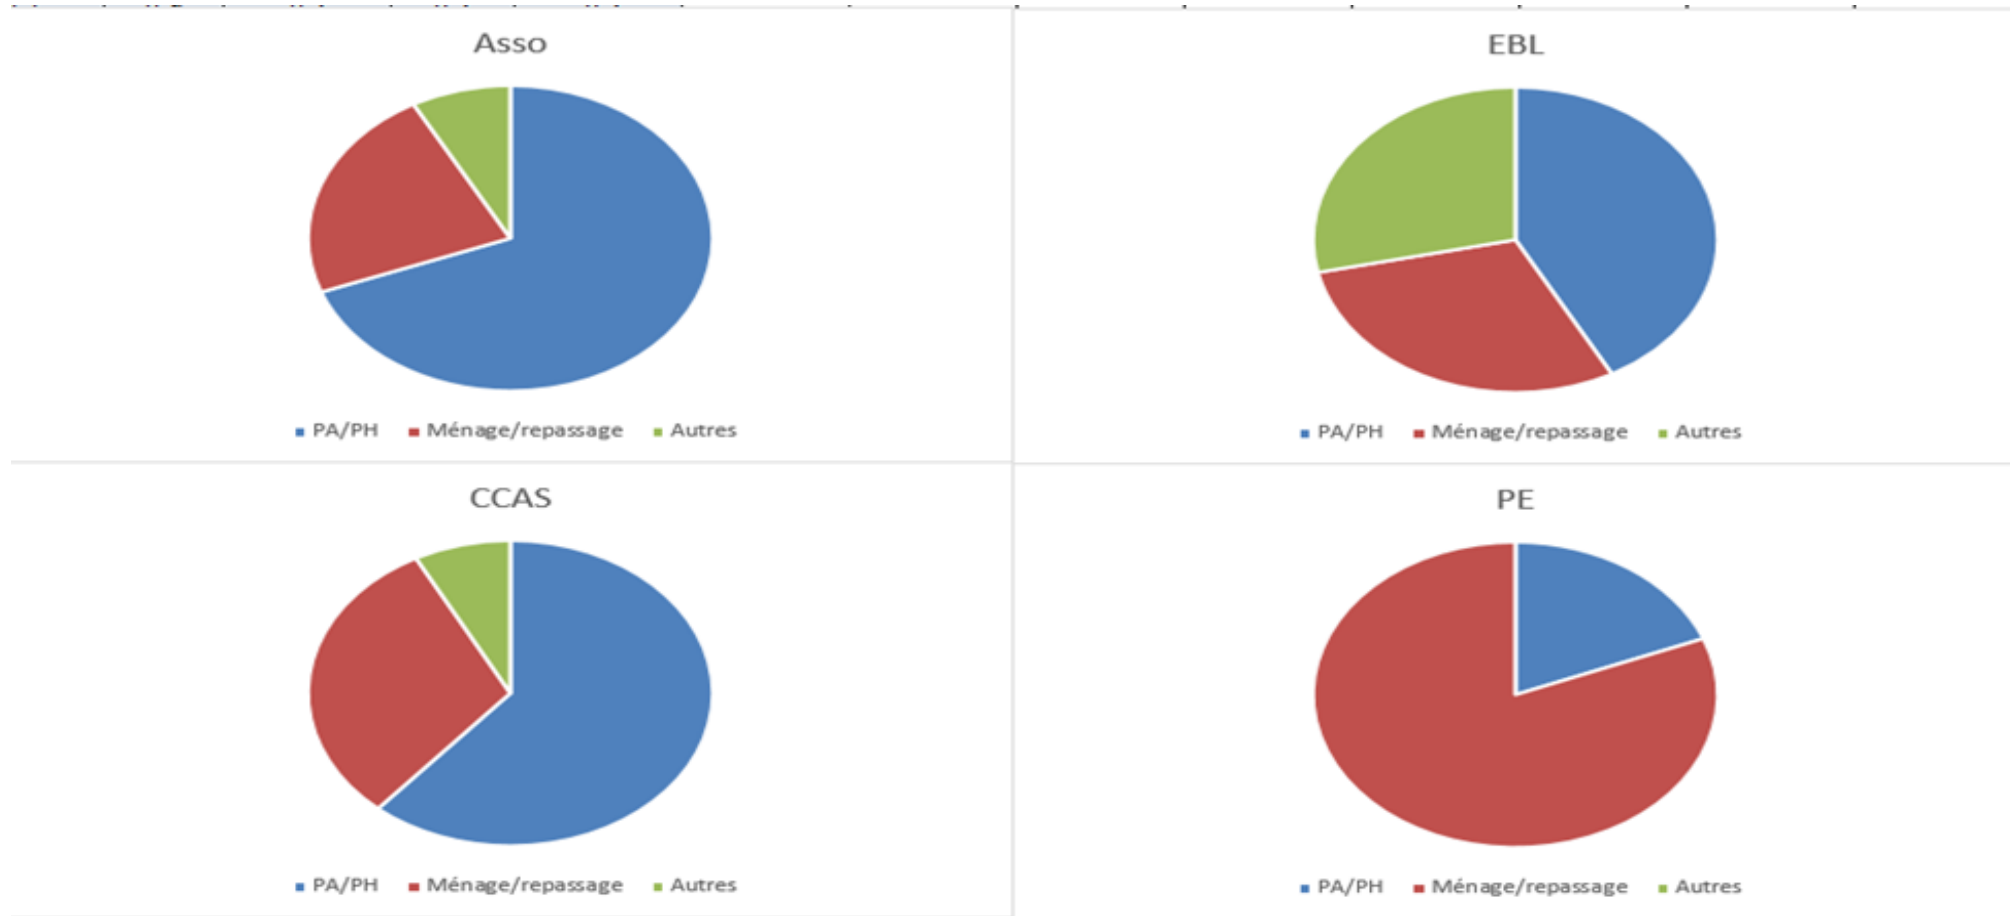 Asso
PA/PH Ménage/repassage Autres
EBL
PA/PH Ménage/repassage Autres
CCAS
PA/PH Ménage/repassage Autres
PE
PA/PH Ménage/repassage Autres